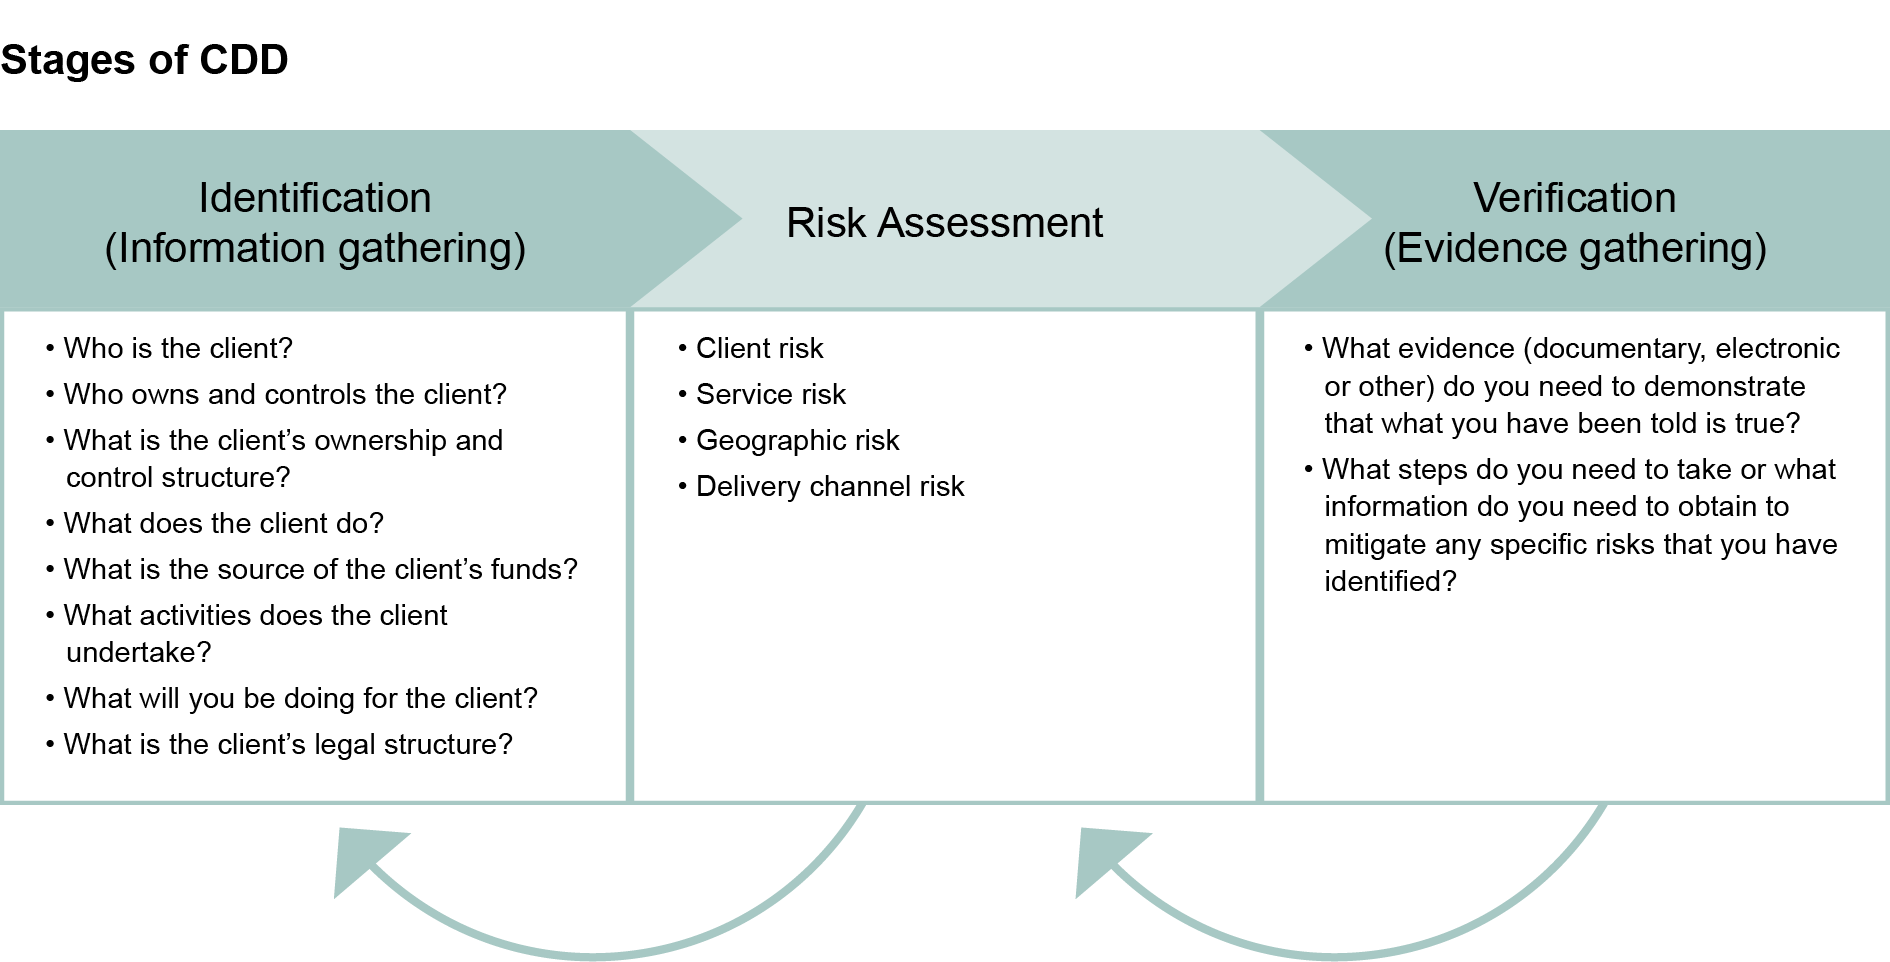 Stages of CDD
Identification
(Information gathering)
Risk Assessment
Verification
(Evidence gathering)
• Who is the client?
• Who owns and controls the client?
• What is the client’s ownership and
control structure?
• What does the client do?
• What is the source of the client’s funds?
• What activities does the client
undertake?
• What will you be doing for the client?
• What is the client’s legal structure?
• Client risk
• Service risk
• Geographic risk
• Delivery channel risk
• What evidence (documentary, electronic
or other) do you need to demonstrate
that what you have been told is true?
• What steps do you need to take or what
information do you need to obtain to
mitigate any specific risks that you have
identified?